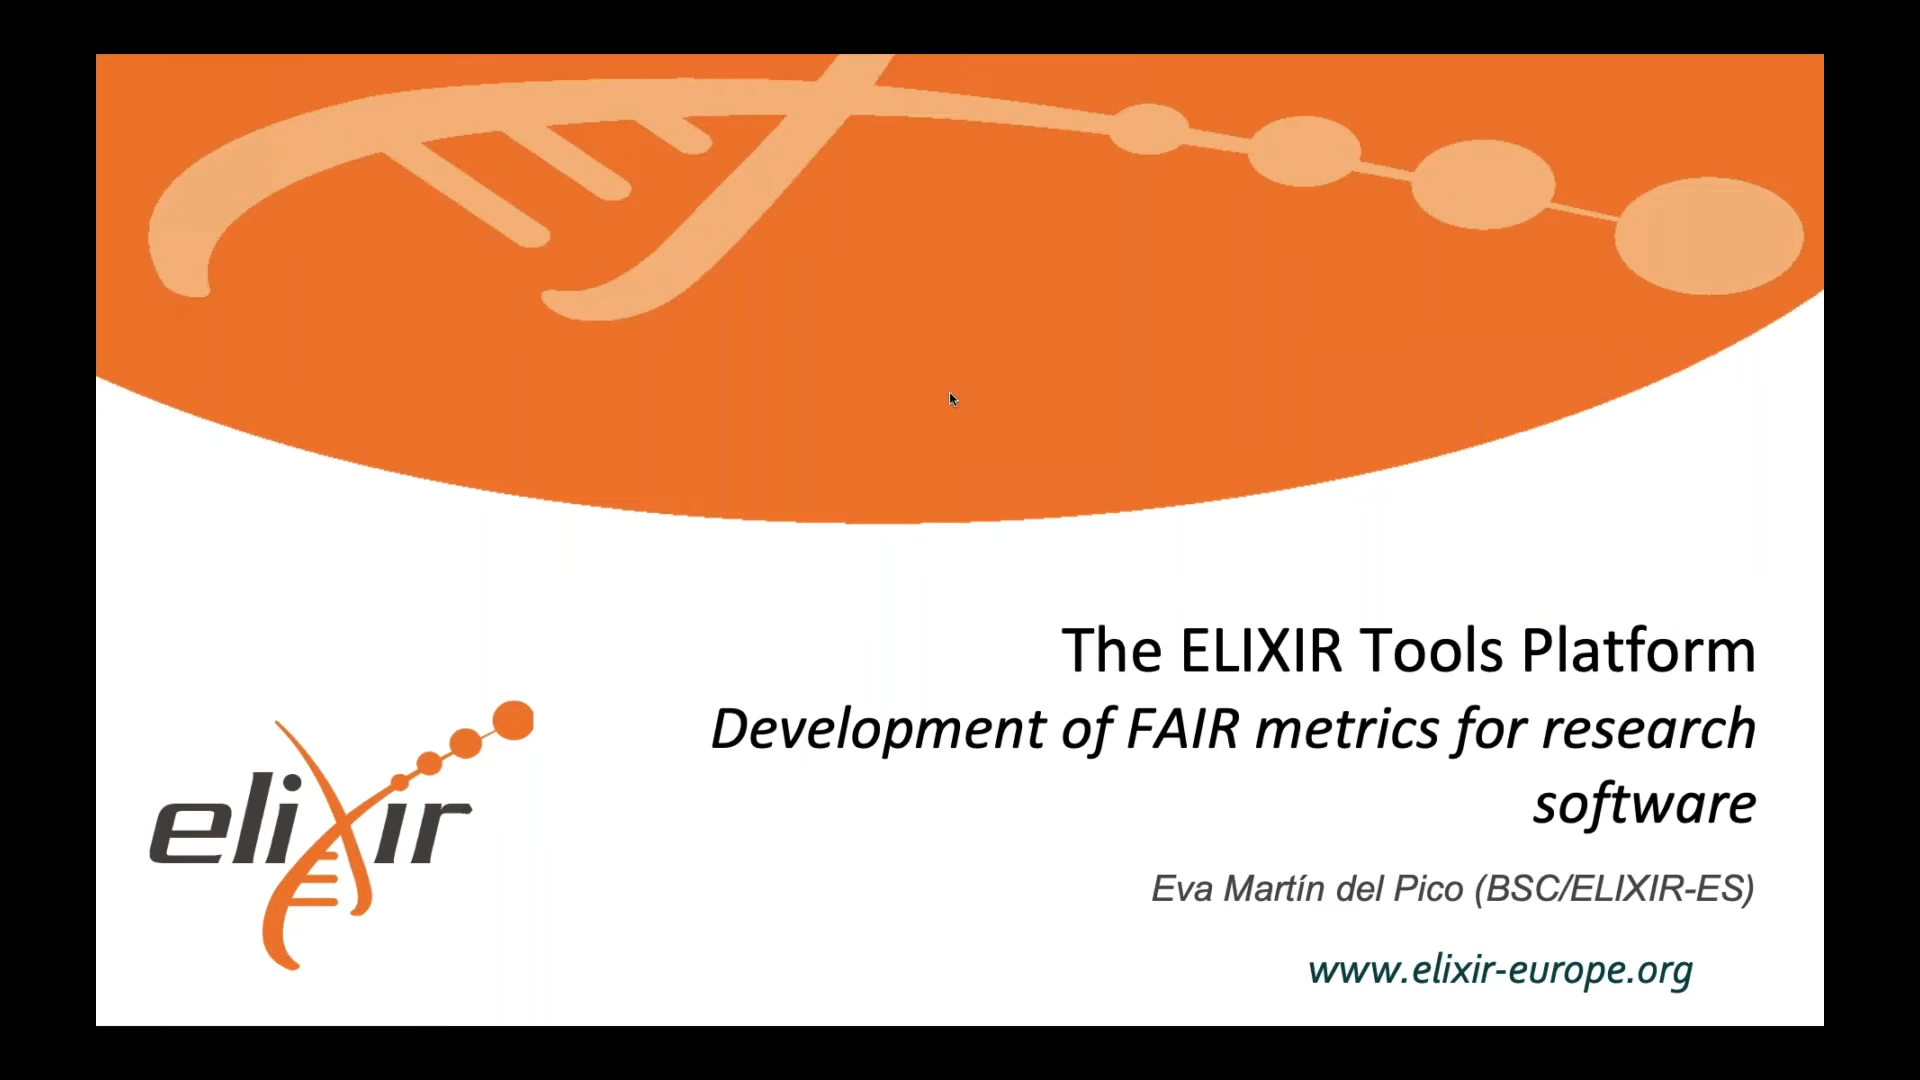 The ELIXIR Tools Platform
Development of FAIR metrics for research
software
Eva Martín del Pico (BSC/ELIXIR-ES)
www.elixir-europe.org
elixir